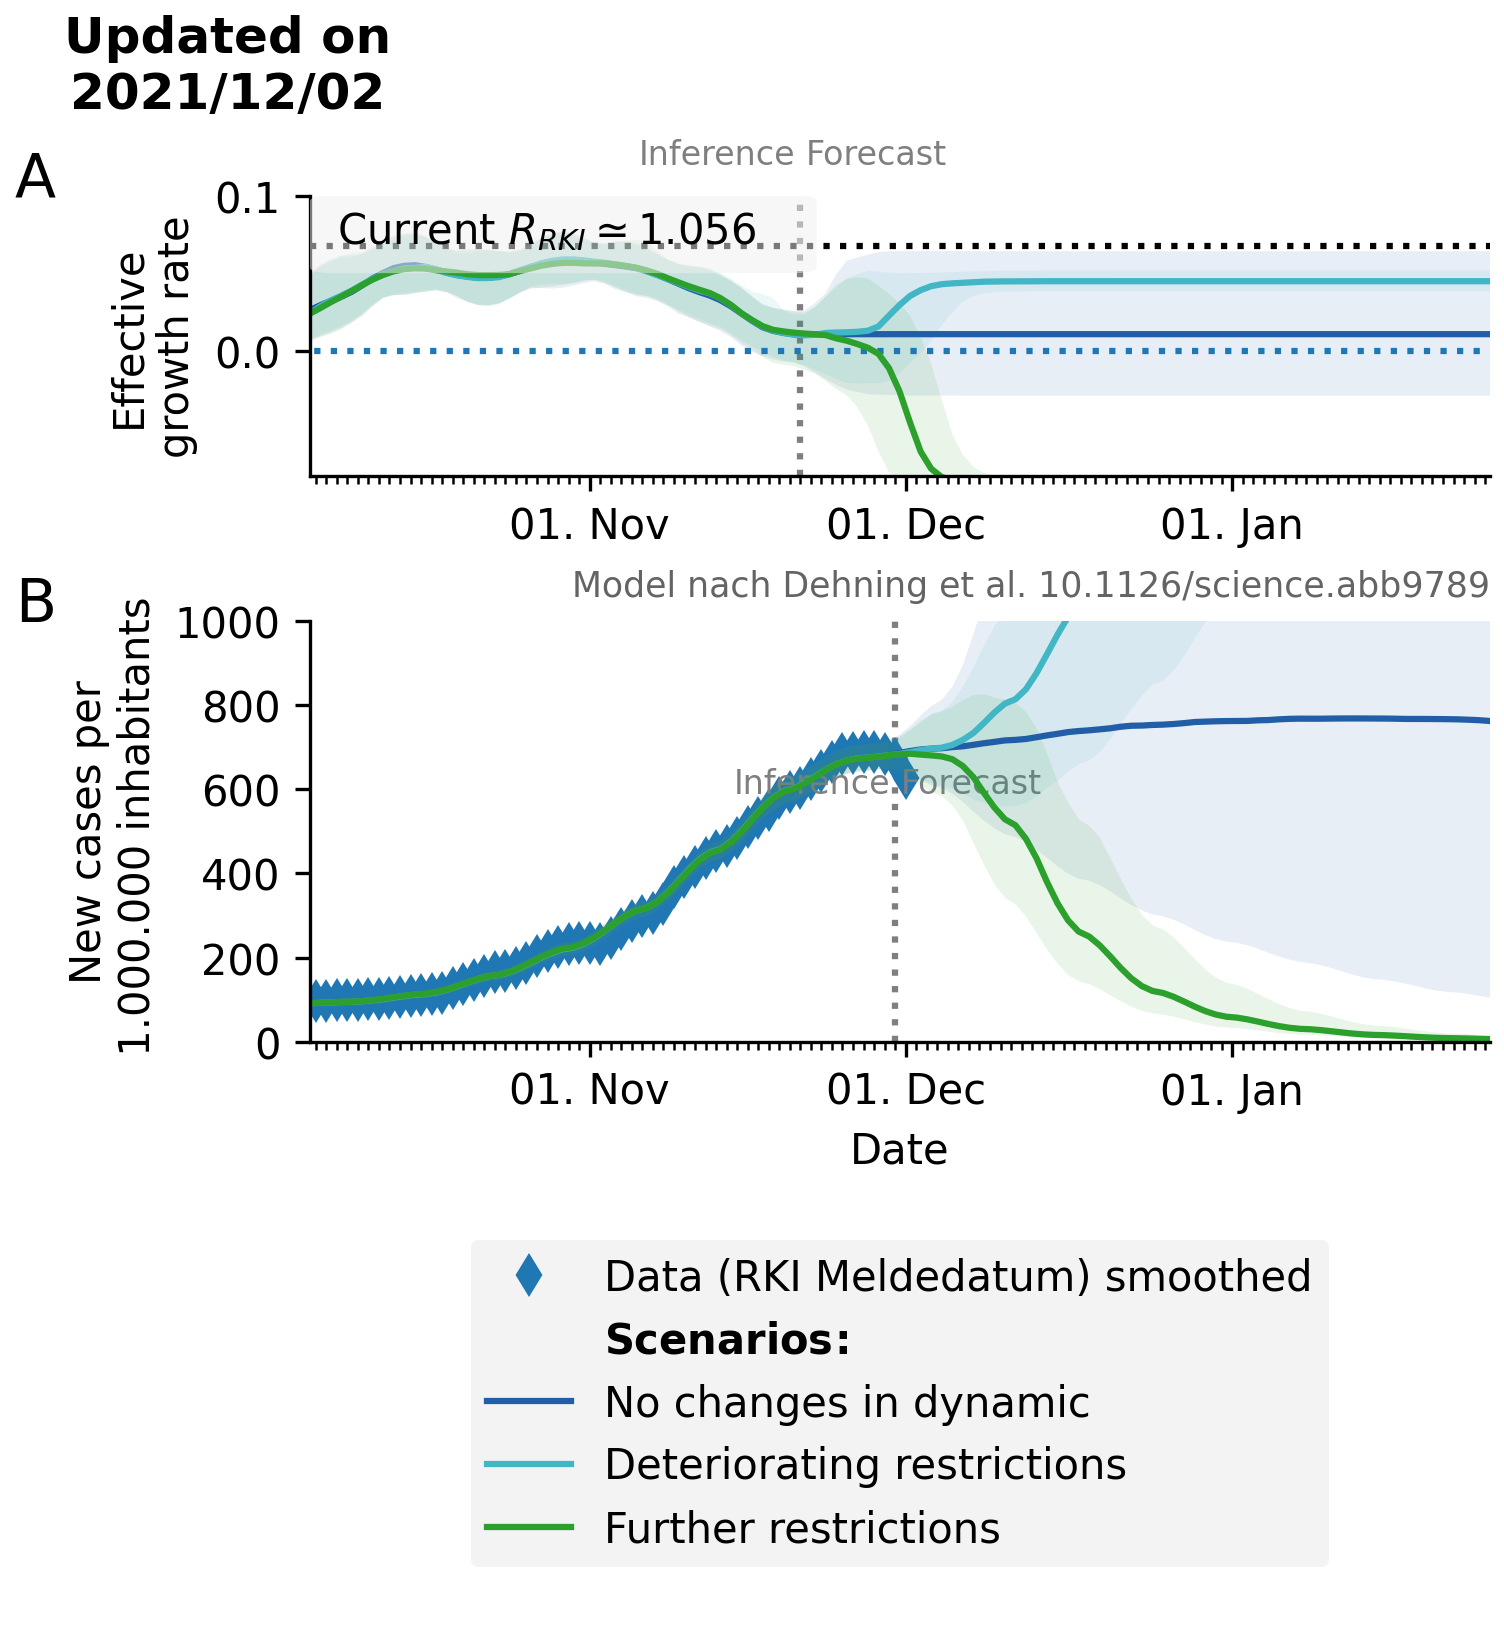 Updated on
2021/12/02
Inference Forecast
A
0.1
Current R_RKI ≃ 1.056
Effective
growth rate
0.0
01. Nov
01. Dec
01. Jan
Model nach Dehning et al. 10.1126/science.abb9789
B
New cases per
1.000.000 inhabitants
1000
800
600
400
200
0
Inference Forecast
01. Nov
01. Dec
01. Jan
Date
Data (RKI Meldedatum) smoothed
Scenarios:
No changes in dynamic
Deteriorating restrictions
Further restrictions